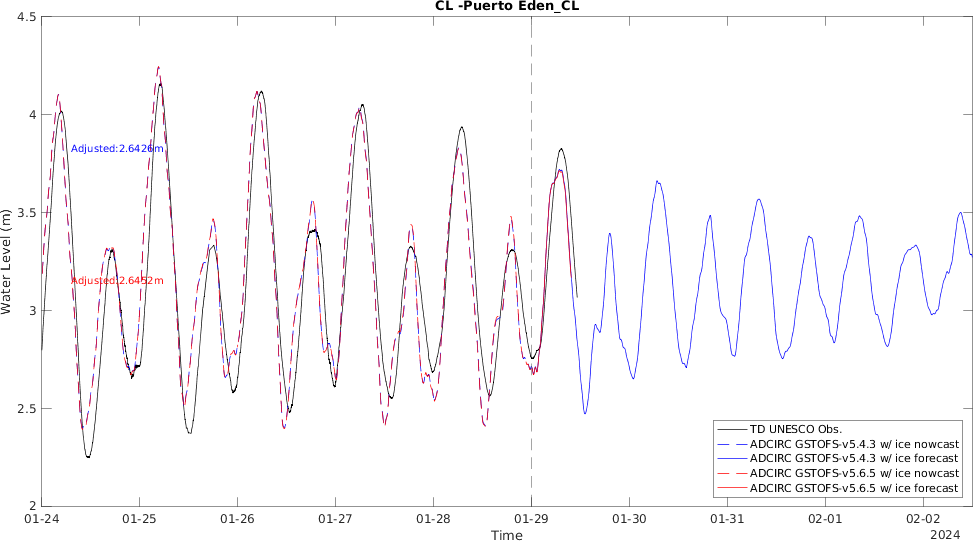 CL -Puerto Eden_CL
4.5
4
3.5
3
2.5
2
Water Level (m)
Adjusted:2.6426m
Adjusted:2.6452m
TD UNESCO Obs.
ADCIRC GSTOFS-v5.4.3 w/ ice nowcast
ADCIRC GSTOFS-v5.4.3 w/ ice forecast
ADCIRC GSTOFS-v5.6.5 w/ ice nowcast
ADCIRC GSTOFS-v5.6.5 w/ ice forecast
01-24 01-25 01-26 01-27 01-28 01-29 01-30 01-31 02-01 02-02
Time
2024